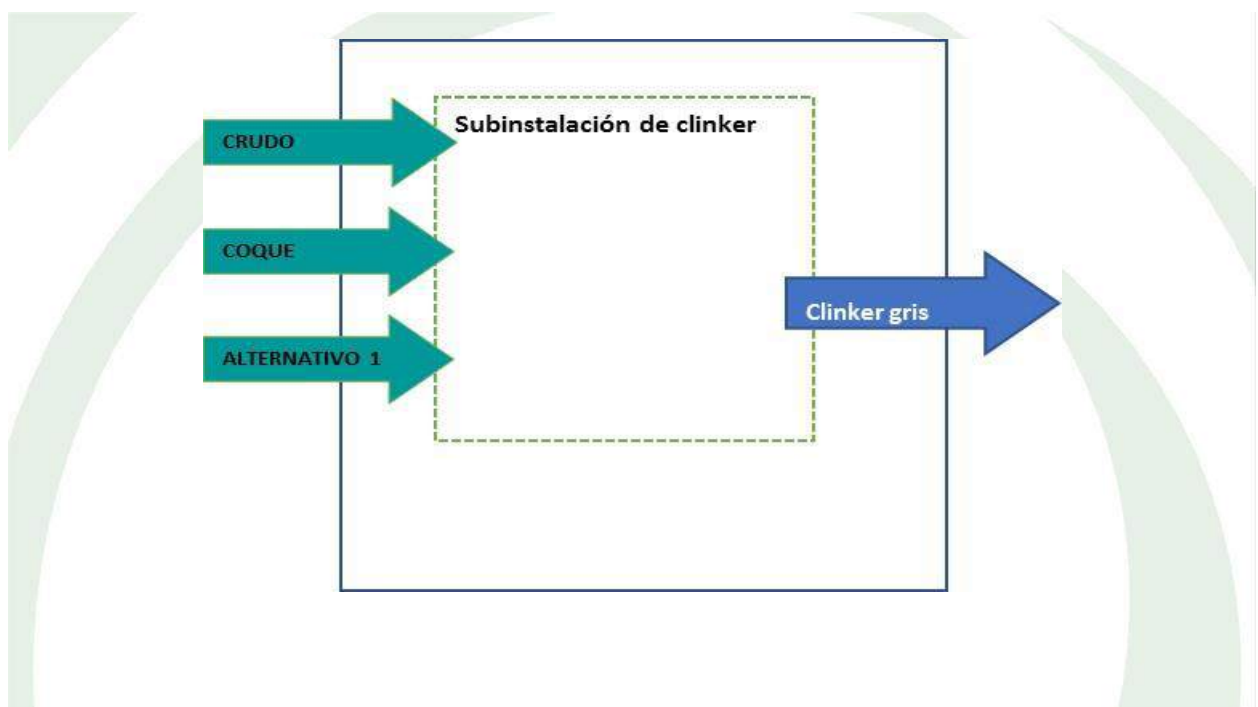 Subinstalación de clinker
CRUDO
COQUE
Clinker gris
ALTERNATIVO 1